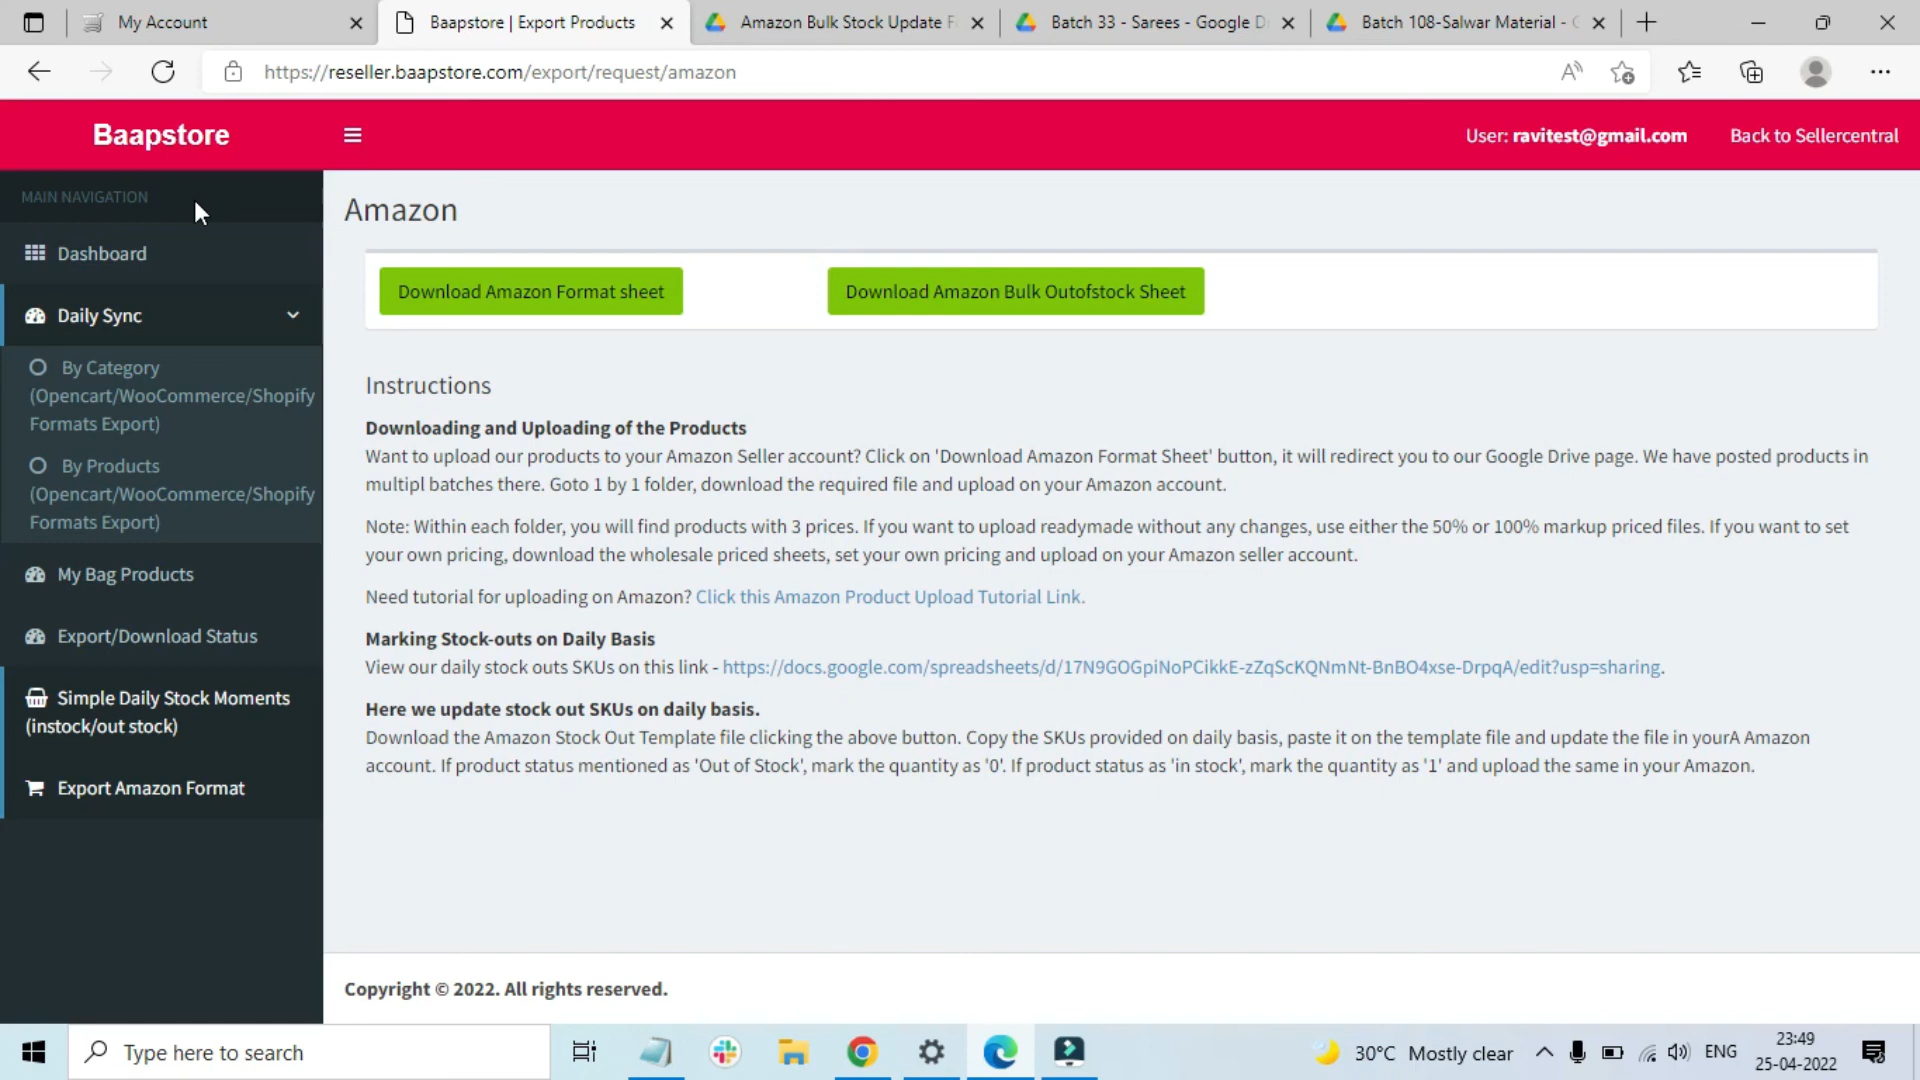 My Account
Baapstore | Export Products
Amazon Bulk Stock Update F
Batch 33 - Sarees - Google D
Batch 108-Salwar Material -
https://reseller.baapstore.com/export/request/amazon
Baapstore
User: ravitest@gmail.com
Back to Sellercentral
MAIN NAVIGATION
Dashboard
Daily Sync
By Category
(Opencart/WooCommerce/Shopify
Formats Export)
By Products
(Opencart/WooCommerce/Shopify
Formats Export)
My Bag Products
Export/Download Status
Simple Daily Stock Moments
(instock/out stock)
Export Amazon Format
Amazon
Download Amazon Format sheet
Download Amazon Bulk Outofstock Sheet
Instructions
Downloading and Uploading of the Products
Want to upload our products to your Amazon Seller account? Click on 'Download Amazon Format Sheet' button, it will redirect you to our Google Drive page. We have posted products in
multipl batches there. Goto 1 by 1 folder, download the required file and upload on your Amazon account.
Note: Within each folder, you will find products with 3 prices. If you want to upload readymade without any changes, use either the 50% or 100% markup priced files. If you want to set
your own pricing, download the wholesale priced sheets, set your own pricing and upload on your Amazon seller account.
Need tutorial for uploading on Amazon? Click this Amazon Product Upload Tutorial Link.
Marking Stock-outs on Daily Basis
View our daily stock outs SKUs on this link - https://docs.google.com/spreadsheets/d/17N9GOGpiNoPCikkE-zZqScKQNmNt-BnBO4xse-DrpqA/edit?usp=sharing.
Here we update stock out SKUs on daily basis.
Download the Amazon Stock Out Template file clicking the above button. Copy the SKUs provided on daily basis, paste it on the template file and update the file in yourA Amazon
account. If product status mentioned as 'Out of Stock', mark the quantity as '0'. If product status as 'in stock', mark the quantity as '1' and upload the same in your Amazon.
Copyright © 2022. All rights reserved.
Type here to search
30°C Mostly clear
ENG
23:49
25-04-2022